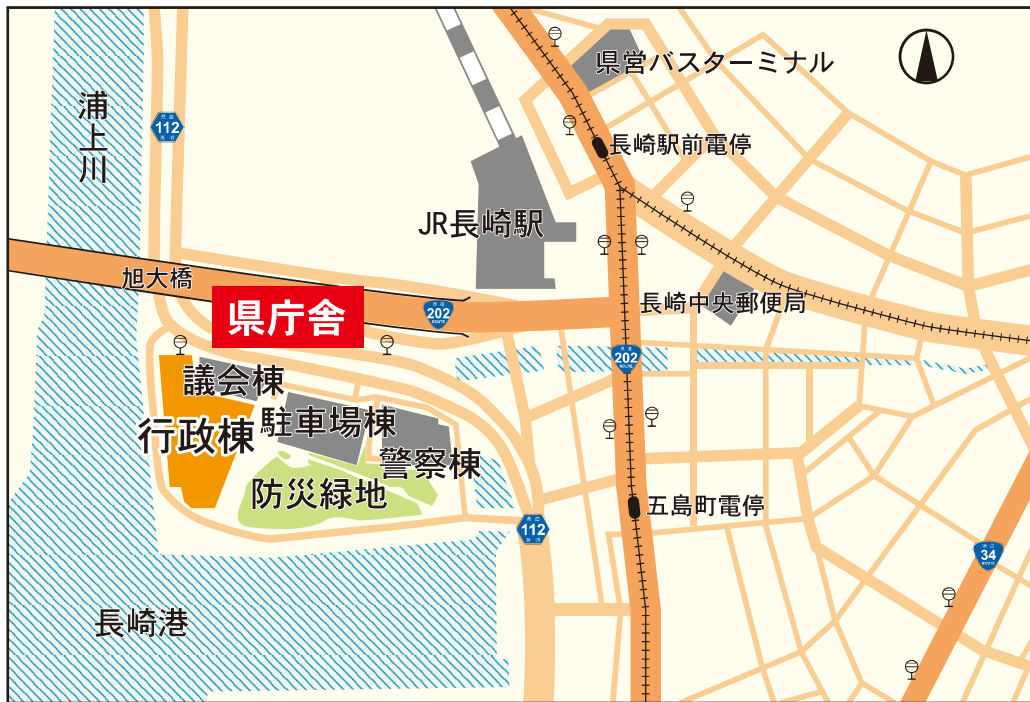 県営バスターミナル
浦上川
112
長崎駅前電停
JR長崎駅
旭大橋
県庁舎
202
ROUTE
長崎中央郵便局
202
ROUTE
議会棟
行政棟
駐車場棟
警察棟
防災緑地
五島町電停
112
34
ROUTE
長崎港